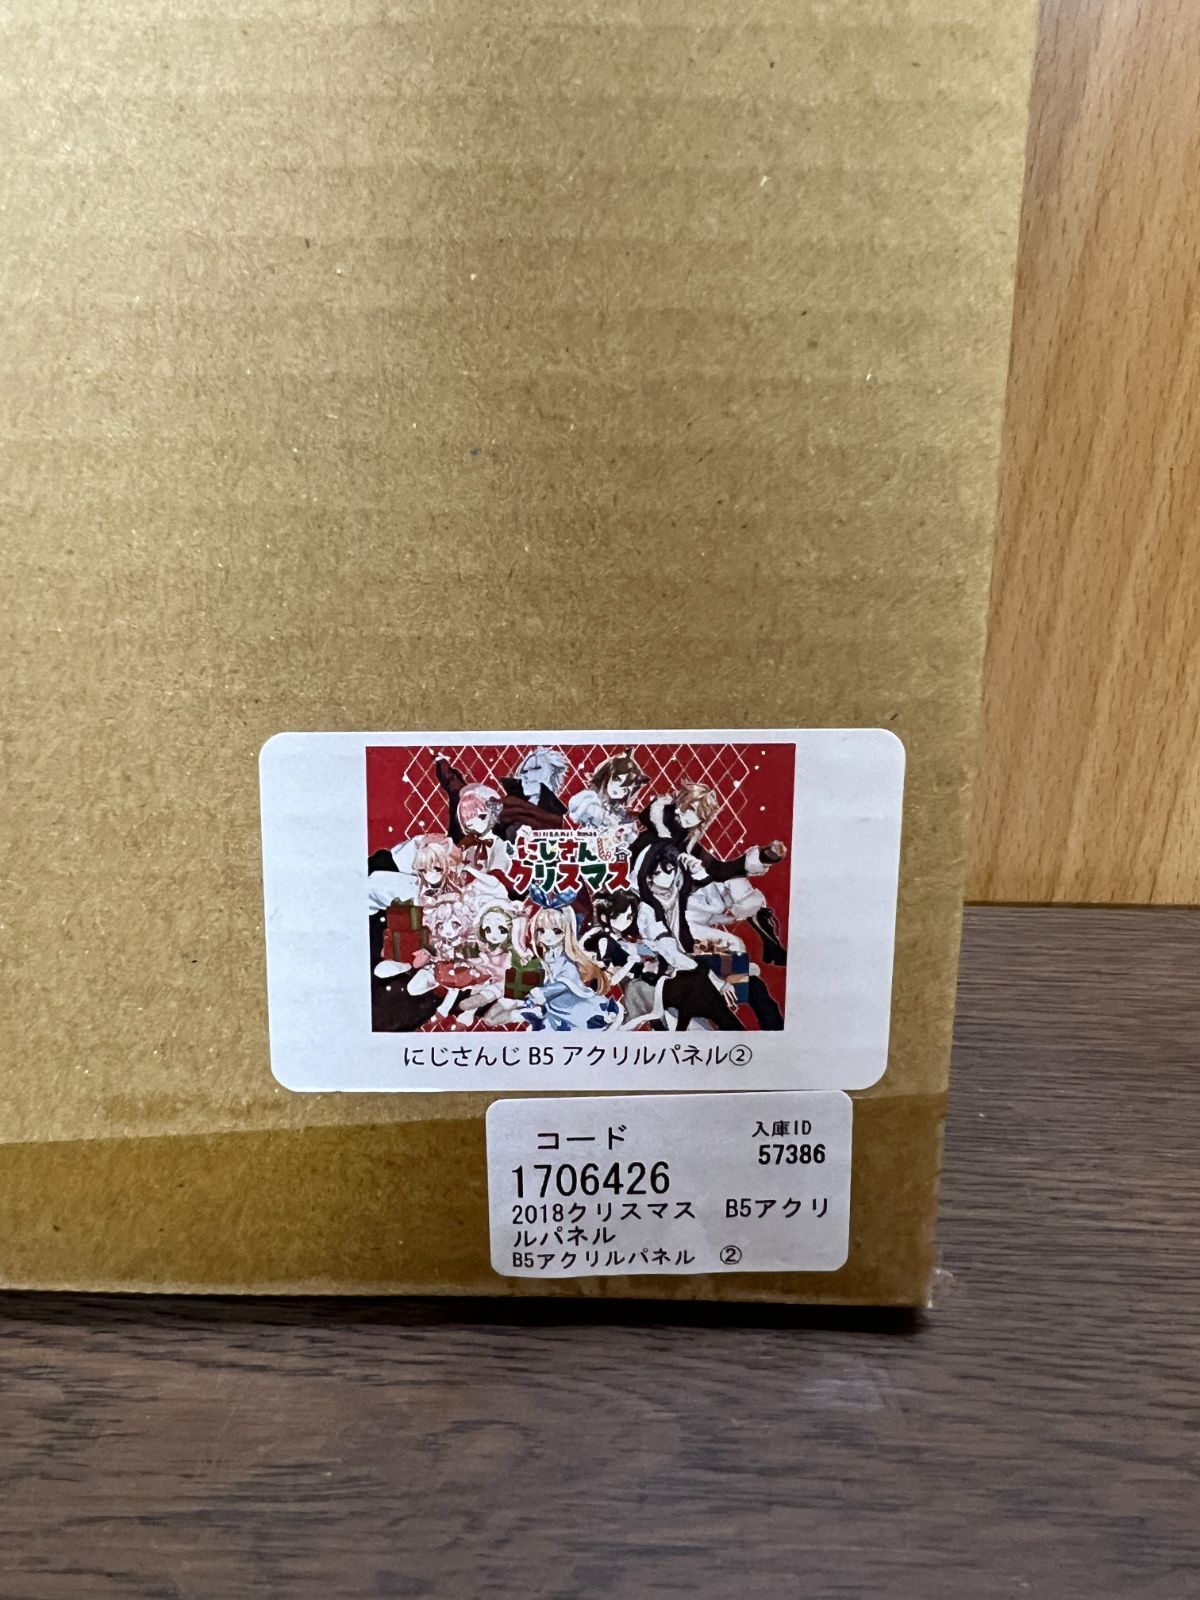 にじさんじ
クリスマス
にじさんじ B5 アクリルパネル②
コード
入庫ID
1706426
57386
2018クリスマス　B5アクリ
ルパネル
B5アクリルパネル　②